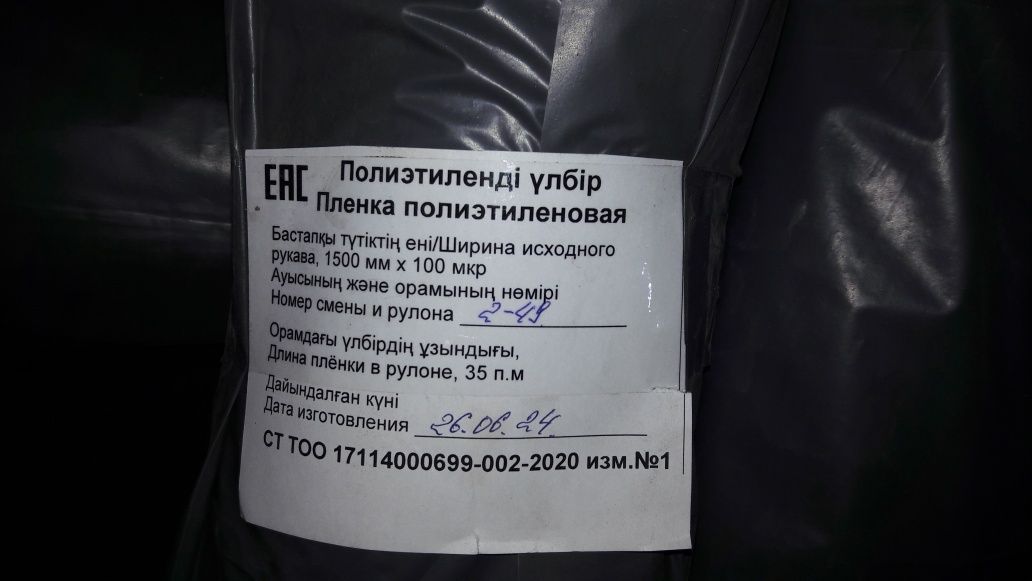 ЕАС
Полиэтиленді үлбір
Пленка полиэтиленовая
Бастапқы түтіктің ені/Ширина исходного
рукава, 1500 мм х 100 мкр
Ауысының және орамының нөмірі
Номер смены и рулона 2-49
Орамдағы үлбірдің ұзындығы,
Длина плёнки в рулоне, 35 п.м
Дайындалған күні
Дата изготовления 26.06.24
СТ ТОО 17114000699-002-2020 изм.№1